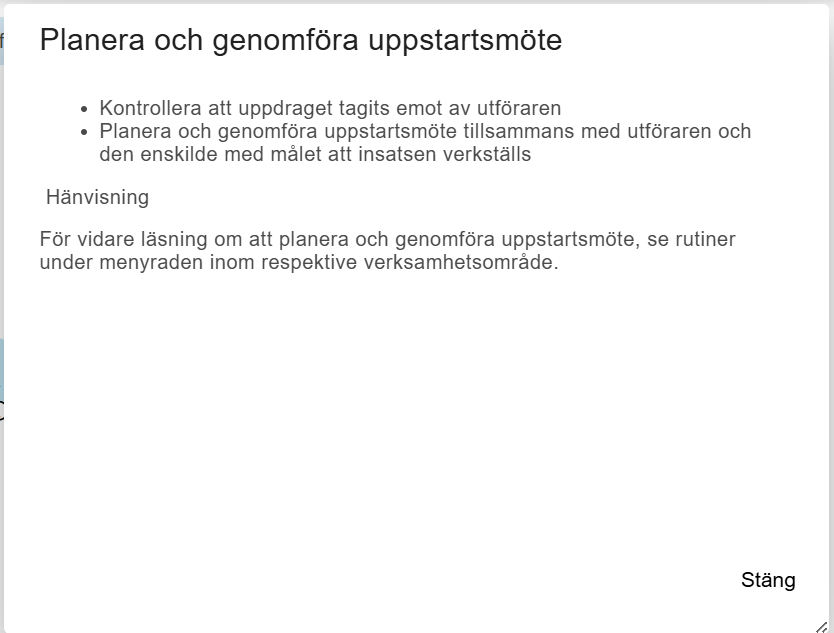 Planera och genomföra uppstartsmöte
• Kontrollera att uppdraget tagits emot av utföraren
• Planera och genomföra uppstartsmöte tillsammans med utföraren och
den enskilde med målet att insatsen verkställs
Hänvisning
För vidare läsning om att planera och genomföra uppstartsmöte, se rutiner
under menyraden inom respektive verksamhetsområde.
Stäng